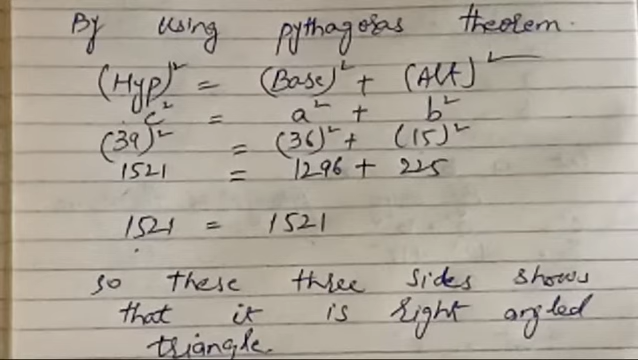 By using pythagoras theorem.
(Hyp)² = (Base)² + (Alt)²
c² = a² + b²
(39)² = (36)² + (15)²
1521 = 1296 + 225
1521 = 1521
so these three sides shows
that it is right angled
triangle.